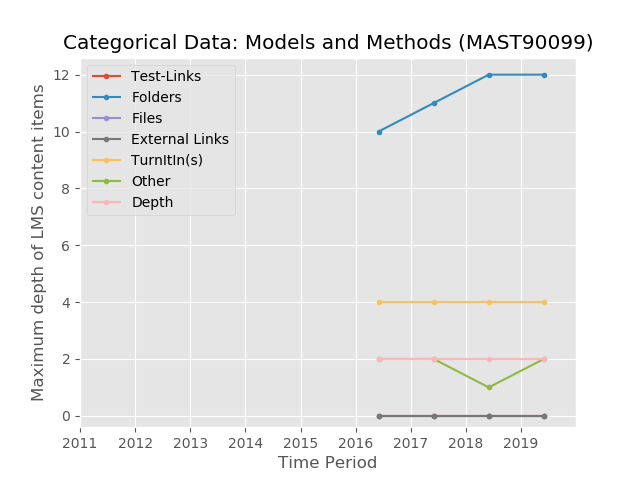 Categorical Data: Models and Methods (MAST90099)
Test-Links
Folders
Files
External Links
TurnItIn(s)
Other
Depth
Maximum depth of LMS content items
12
10
8
6
4
2
0
2011 2012 2013 2014 2015 2016 2017 2018 2019
Time Period